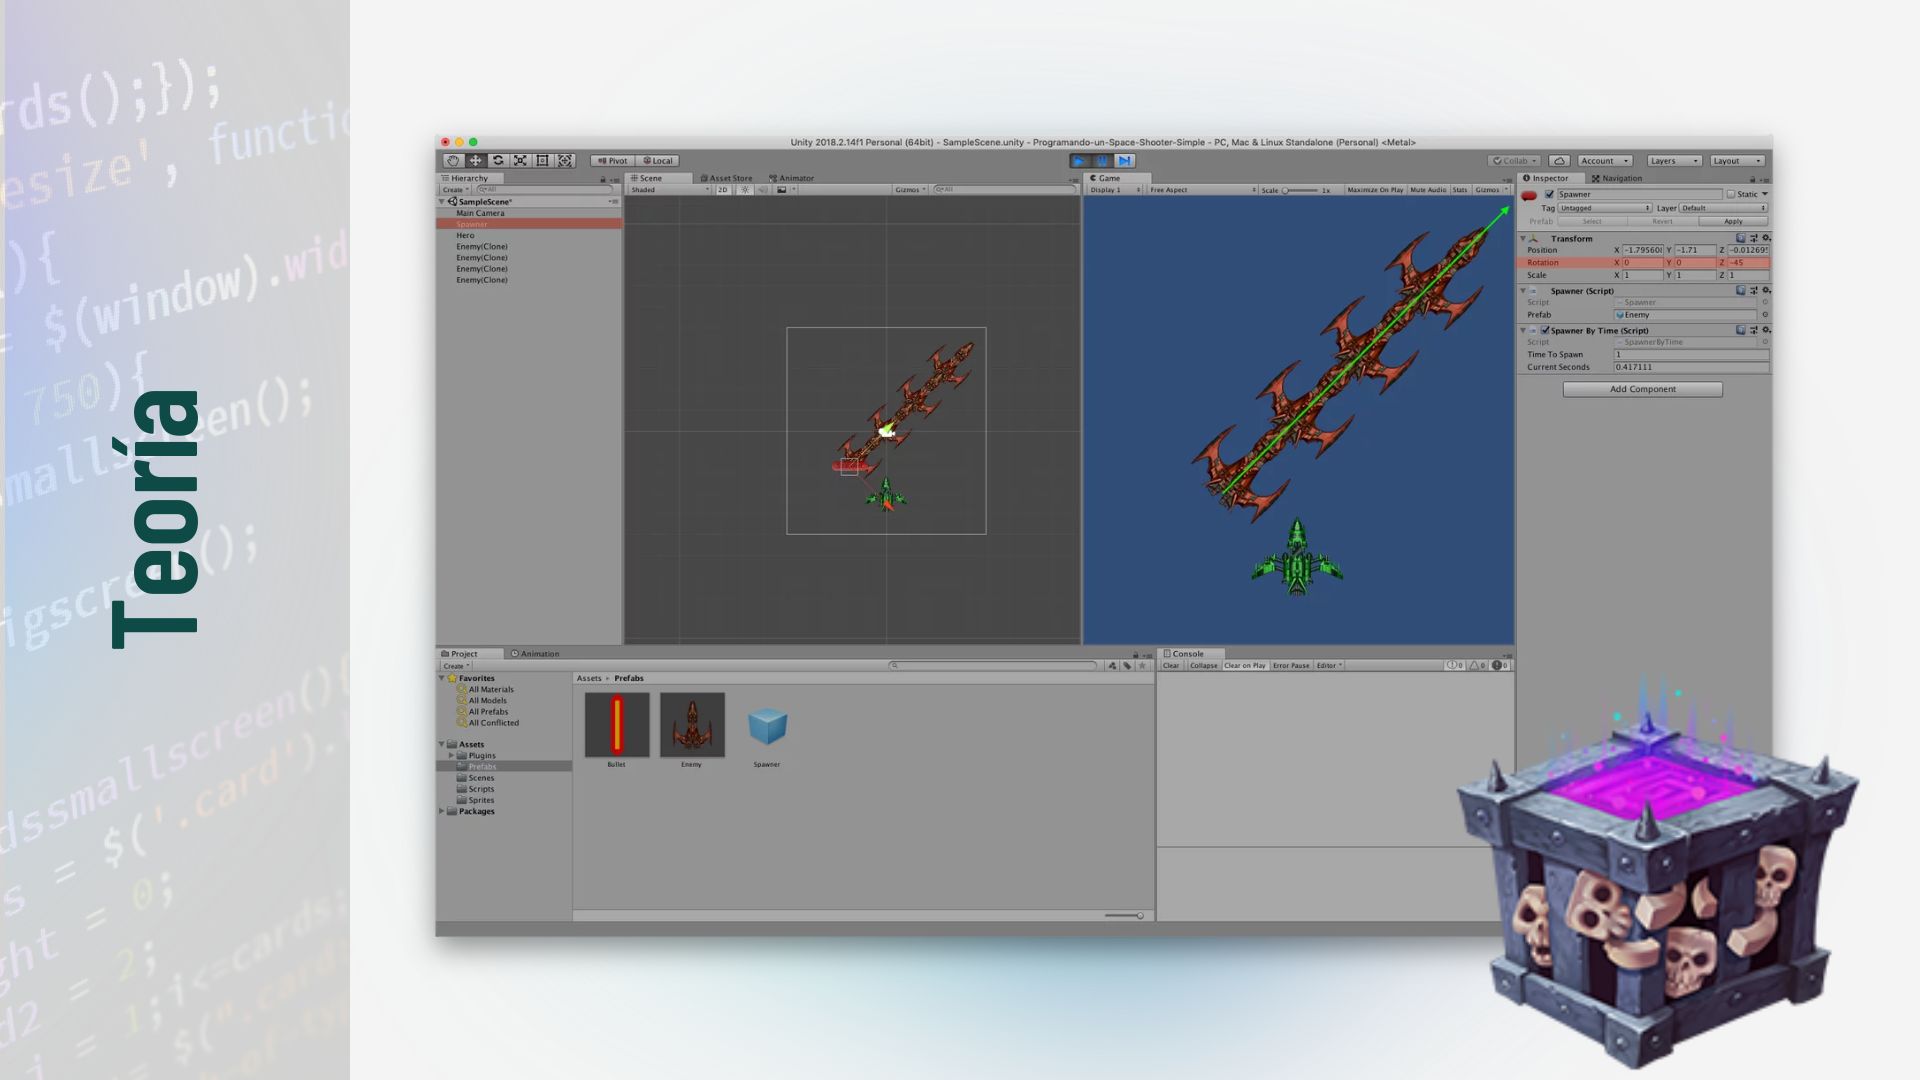 rds();});
esize', functio
){
= $(window).wid
750){
smallscreen();
Teoría
igscreen();
dssmallscreen(){
s = $('.card').
ght = 0;
d2 = 2;
i = 1;i<=cards;
Unity 2018.2.14f1 Personal (64bit) - SampleScene.unity - Programando-un-Space-Shooter-Simple - PC, Mac & Linux Standalone (Personal) <Metal>
Pivot Local
Collab Account Layers Layout
Hierarchy
Create All
SampleScene*
Main Camera
Spawner
Hero
Enemy(Clone)
Enemy(Clone)
Enemy(Clone)
Enemy(Clone)
Scene Asset Store Animator
Shaded 2D Gizmos All
Game
Display 1 Free Aspect Scale 1x Maximize On Play Mute Audio Stats Gizmos
Inspector Navigation
Spawner Static
Tag Untagged Layer Default
Prefab Select Revert Apply
Transform
Position X -1.79560 Y -1.71 Z -0.01269
Rotation X 0 Y 0 Z -45
Scale X 1 Y 1 Z 1
Spawner (Script)
Script Spawner
Prefab Enemy
Spawner By Time (Script)
Script SpawnerByTime
Time To Spawn 1
Current Seconds 0.417111
Add Component
Project Animation
Create
Favorites
All Materials
All Models
All Prefabs
All Conflicted
Assets
Plugins
Prefabs
Scenes
Scripts
Sprites
Packages
Assets Prefabs
Bullet Enemy Spawner
Console
Clear Collapse Clear on Play Error Pause Editor 0 0 0